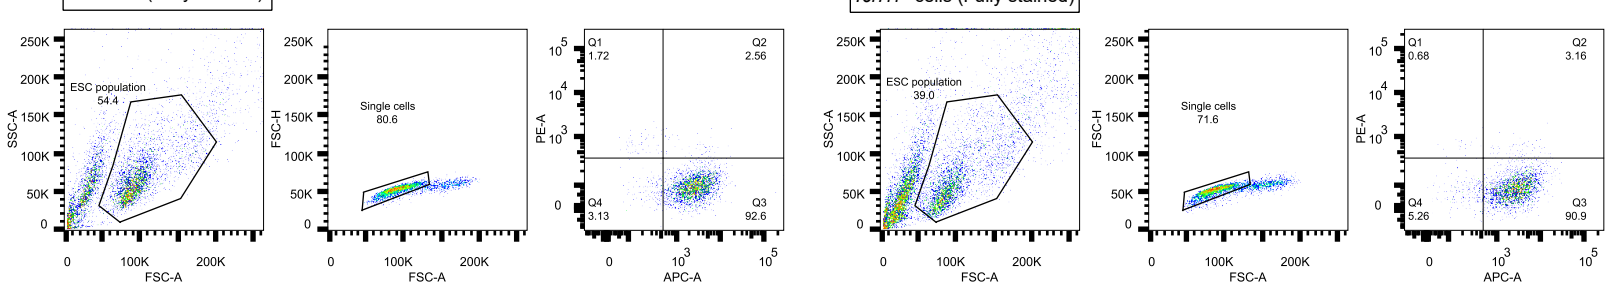 cells (Fully stained)
250K
200K
150K
100K
50K
0
SSC-A
ESC population
54.4
0
100K
200K
FSC-A
250K
200K
150K
100K
50K
0
FSC-H
Single cells
80.6
0
100K
200K
FSC-A
10^5
10^4
10^3
0
PE-A
Q1
1.72
Q2
2.56
Q4
3.13
Q3
92.6
0
10^3
10^5
APC-A
250K
200K
150K
100K
50K
0
SSC-A
ESC population
39.0
0
100K
200K
FSC-A
250K
200K
150K
100K
50K
0
FSC-H
Single cells
71.6
0
100K
200K
FSC-A
10^5
10^4
10^3
0
PE-A
Q1
0.68
Q2
3.16
Q4
5.26
Q3
90.9
0
10^3
10^5
APC-A